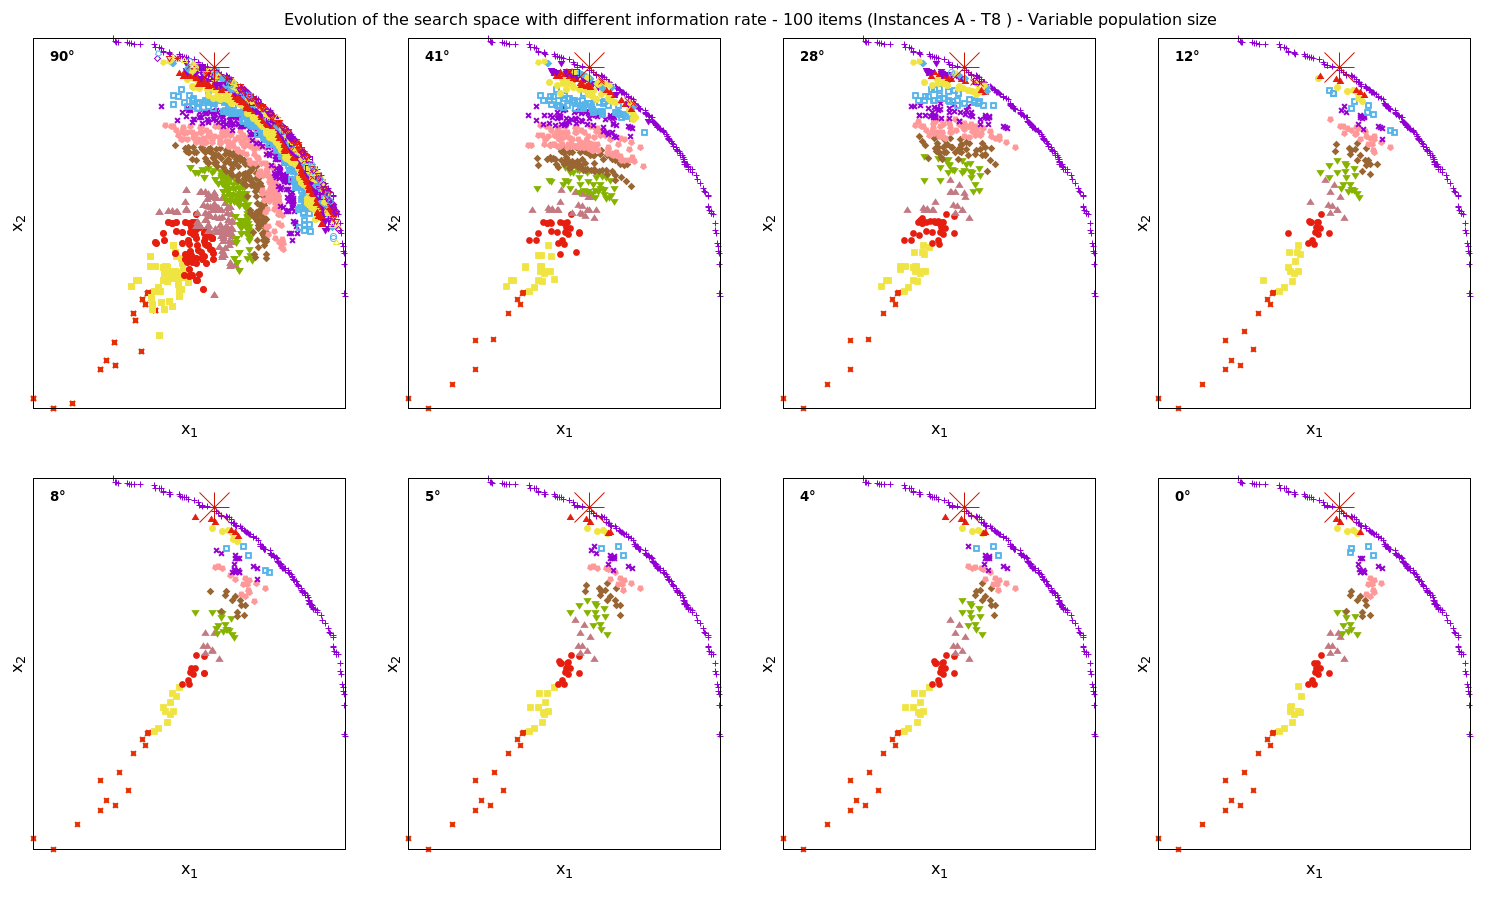 Evolution of the search space with different information rate - 100 items (Instances A - T8 ) - Variable population size
90°
41°
28°
12°
x2
x2
x2
x2
x1
x1
x1
x1
8°
5°
4°
0°
x2
x2
x2
x2
x1
x1
x1
x1